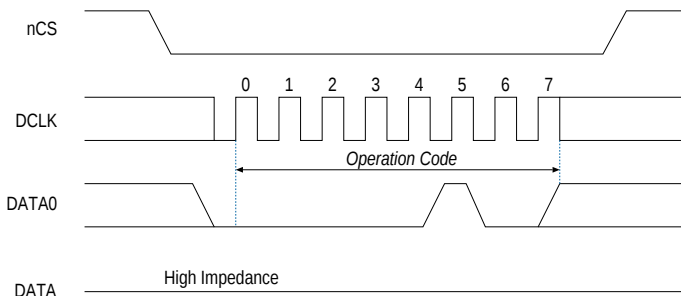 nCS
0 1 2 3 4 5 6 7
DCLK
Operation Code
DATA0
High Impedance
DATA